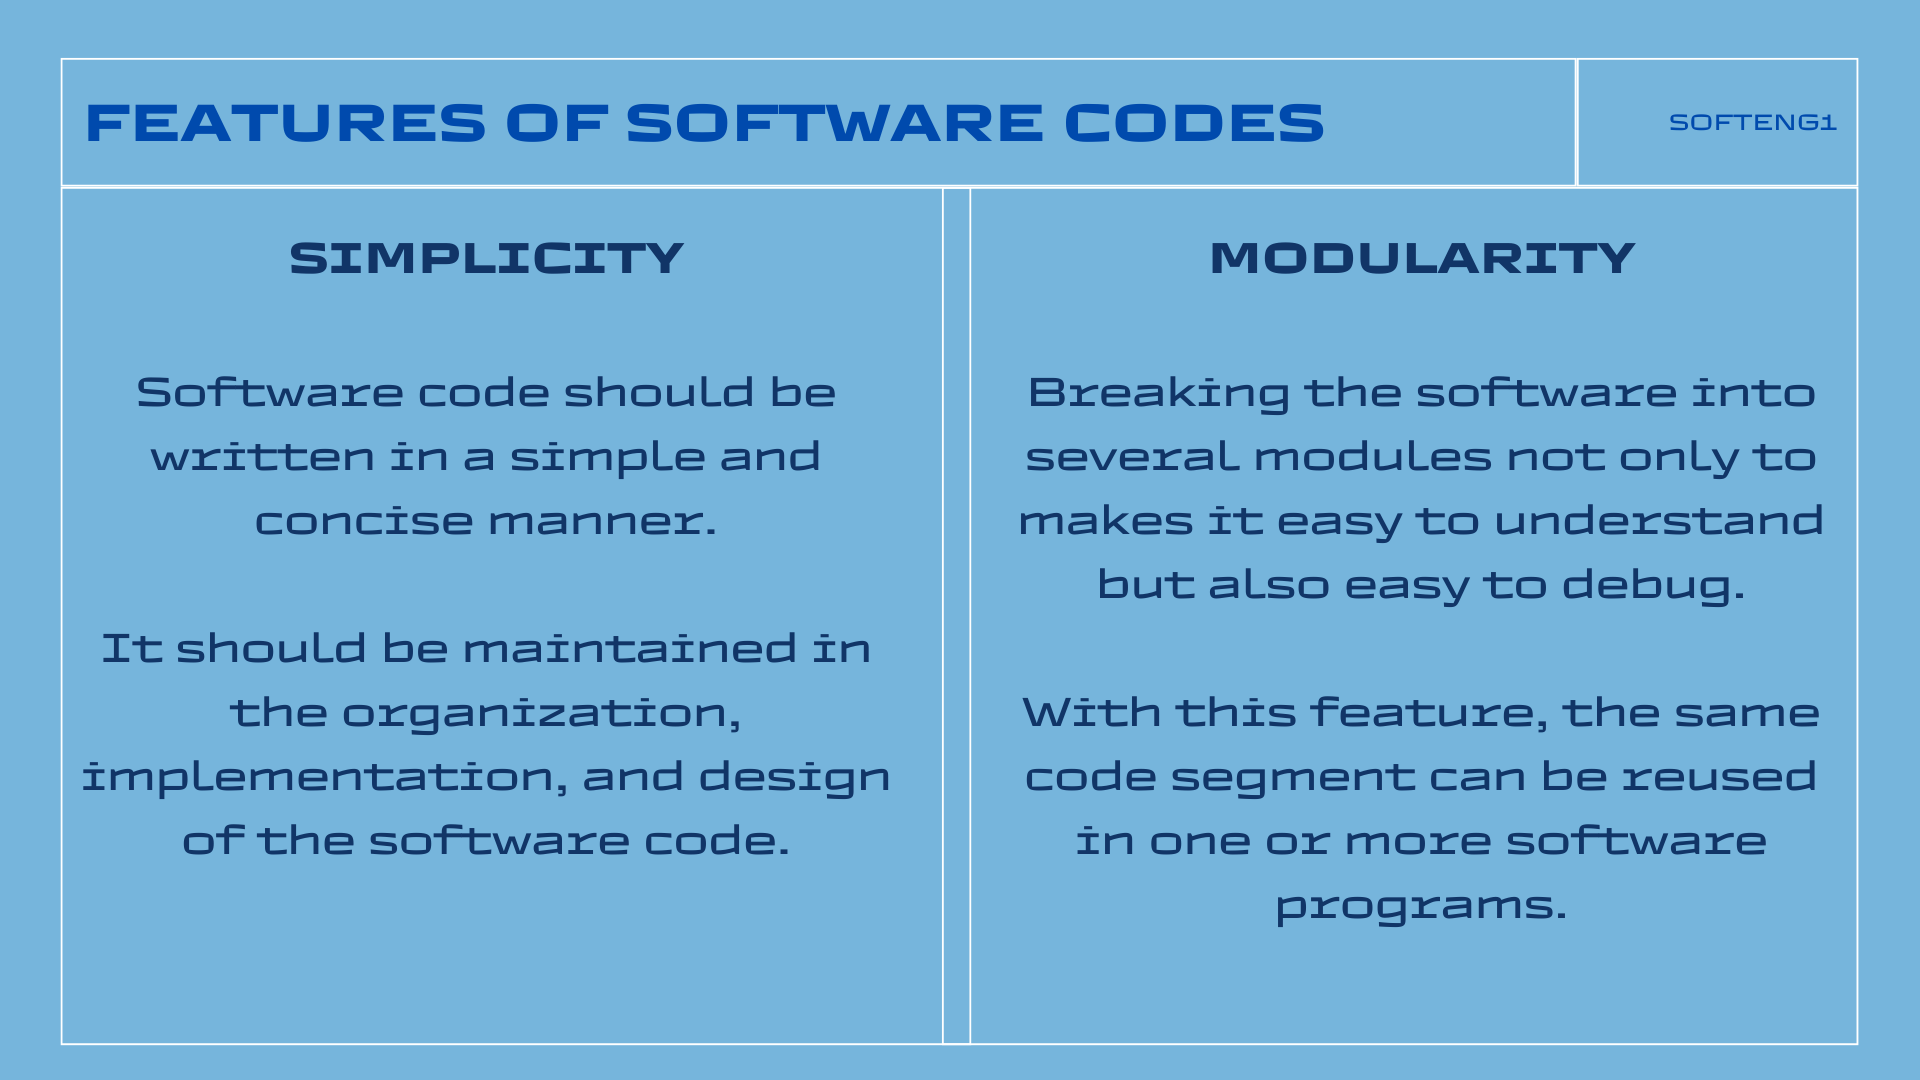 FEATURES OF SOFTWARE CODES
SOFTENG1
SIMPLICITY
Software code should be
written in a simple and
concise manner.
It should be maintained in
the organization,
implementation, and design
of the software code.
MODULARITY
Breaking the software into
several modules not only to
makes it easy to understand
but also easy to debug.
With this feature, the same
code segment can be reused
in one or more software
programs.